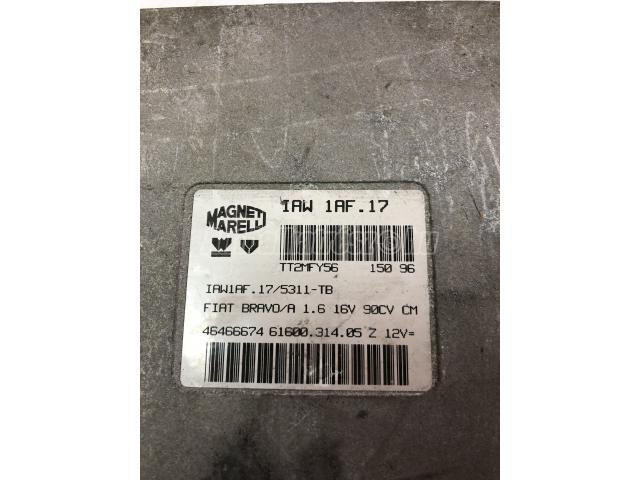 MAGNETI
MARELLI
IAW 1AF.17
TT2MFY56 150 96
IAW1AF.17/5311-TB
FIAT BRAVO/A 1.6 16V 90CV CM
46466674 61600.314.05 Z 12V=